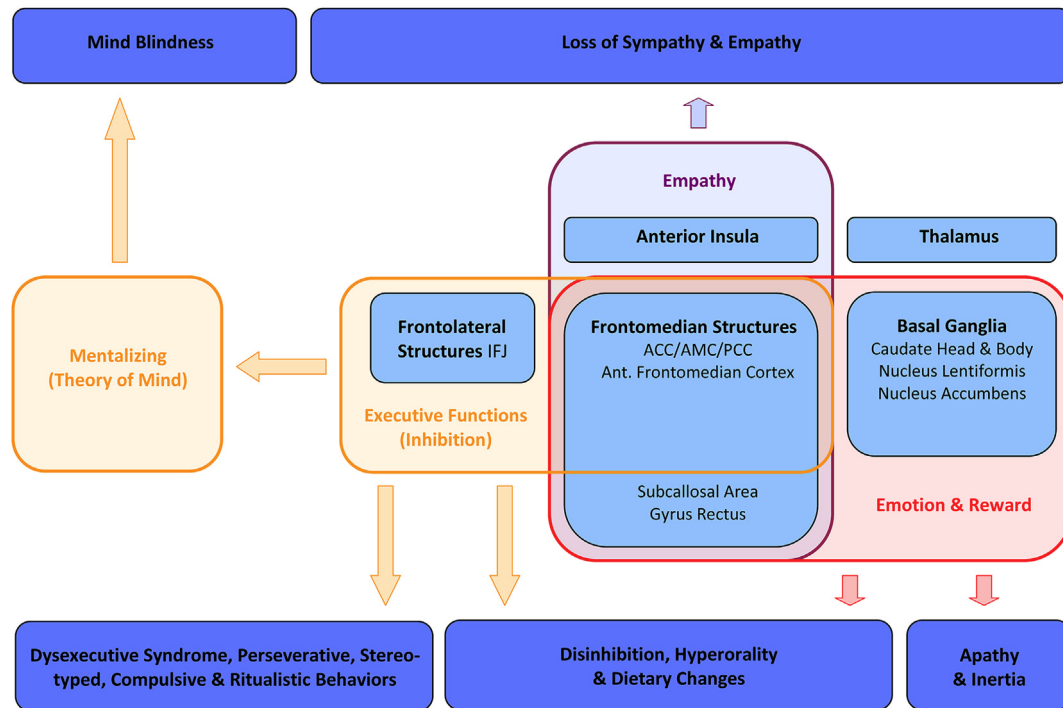 Mind Blindness
Loss of Sympathy & Empathy
Empathy
Anterior Insula
Thalamus
Mentalizing
(Theory of Mind)
Frontolateral
Structures IFJ
Executive Functions
(Inhibition)
Frontomedian Structures
ACC/AMC/PCC
Ant. Frontomedian Cortex
Subcallosal Area
Gyrus Rectus
Basal Ganglia
Caudate Head & Body
Nucleus Lentiformis
Nucleus Accumbens
Emotion & Reward
Dysexecutive Syndrome, Perseverative, Stereo-
typed, Compulsive & Ritualistic Behaviors
Disinhibition, Hyperorality
& Dietary Changes
Apathy
& Inertia